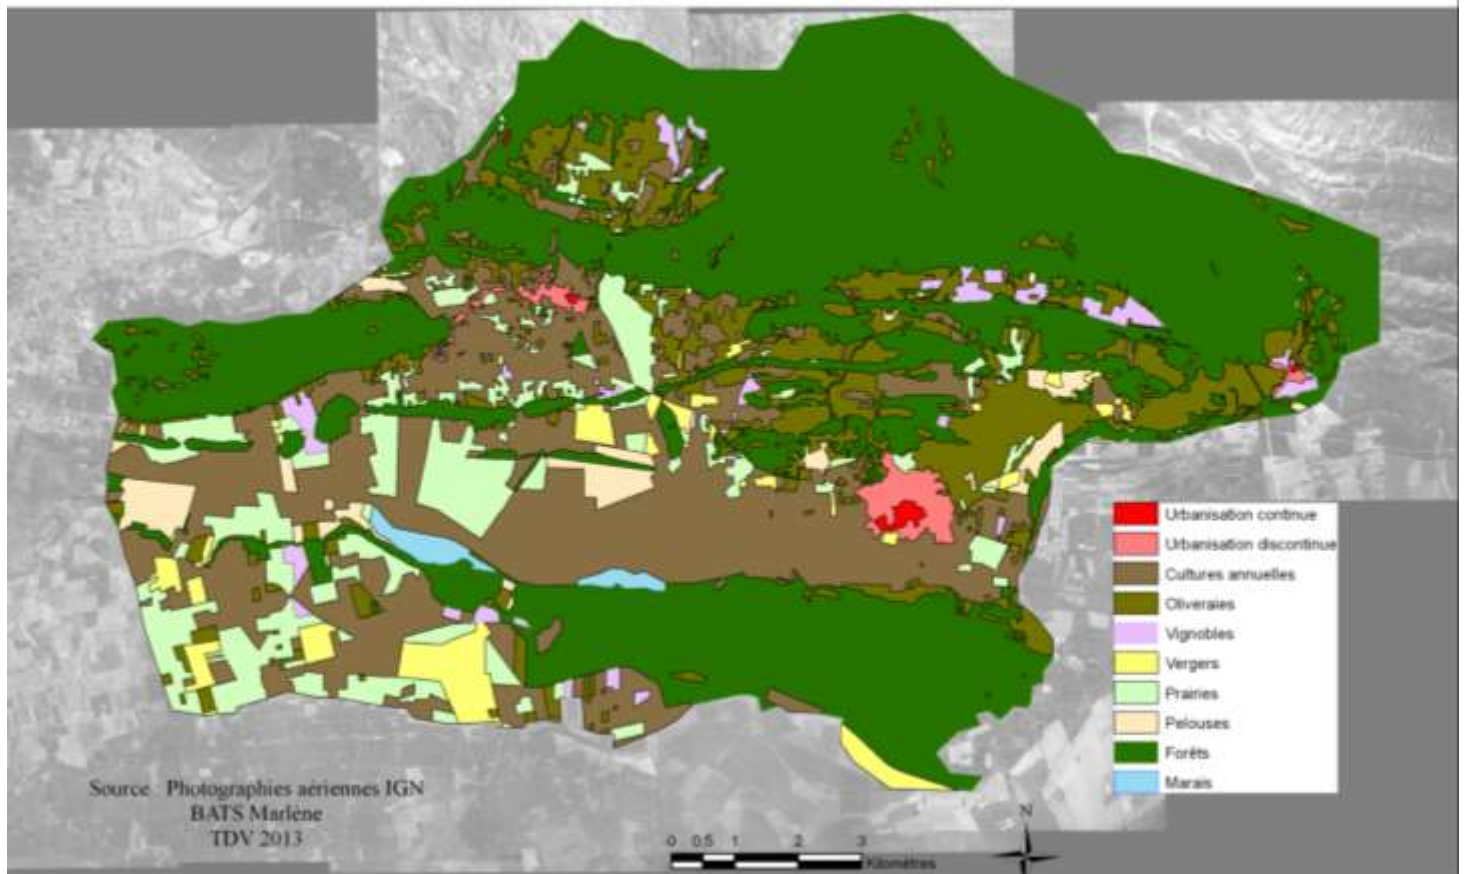 Urbanisation continue
Urbanisation discontinue
Cultures annuelles
Oliveraies
Vignobles
Vergers
Prairies
Pelouses
Forêts
Marais
Source Photographies aériennes IGN
BATS Marlène
TDV 2013
N
0 0.5 1 2 3
Kilomètres